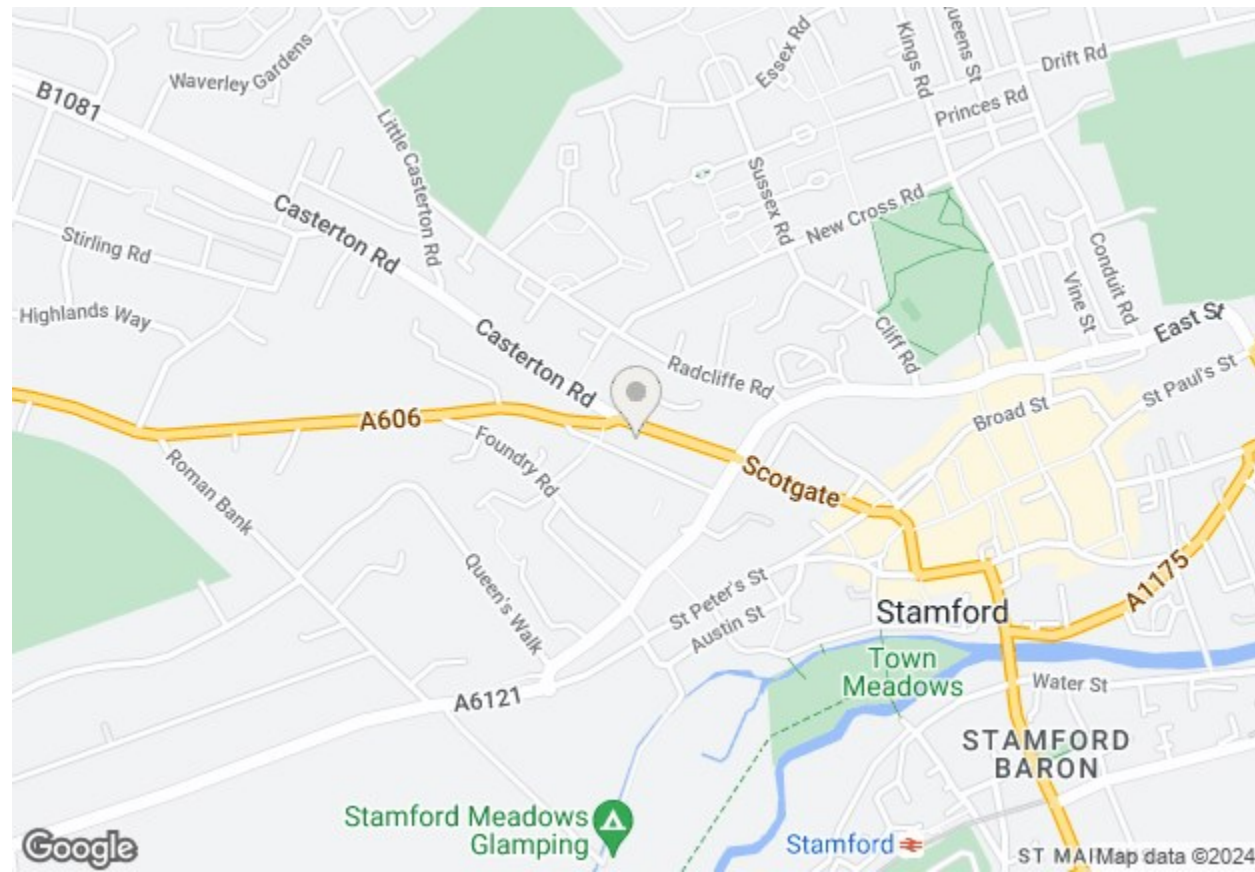 Waverley Gardens
B1081
Little Casterton Rd
Essex Rd
Kings Rd
Queens St
Drift Rd
Princes Rd
Sussex Rd
New Cross Rd
Casterton Rd
Stirling Rd
Highlands Way
Conduit Rd
Vine St
East St
Cliff Rd
Casterton Rd
Radcliffe Rd
St Paul's St
Broad St
A606
Foundry Rd
Scotgate
Roman Bank
Queen's Walk
St Peter's St
Austin St
A1175
Stamford
Town
Meadows
Water St
A6121
STAMFORD
BARON
Stamford Meadows
Glamping
Stamford
Google
Map data ©2024